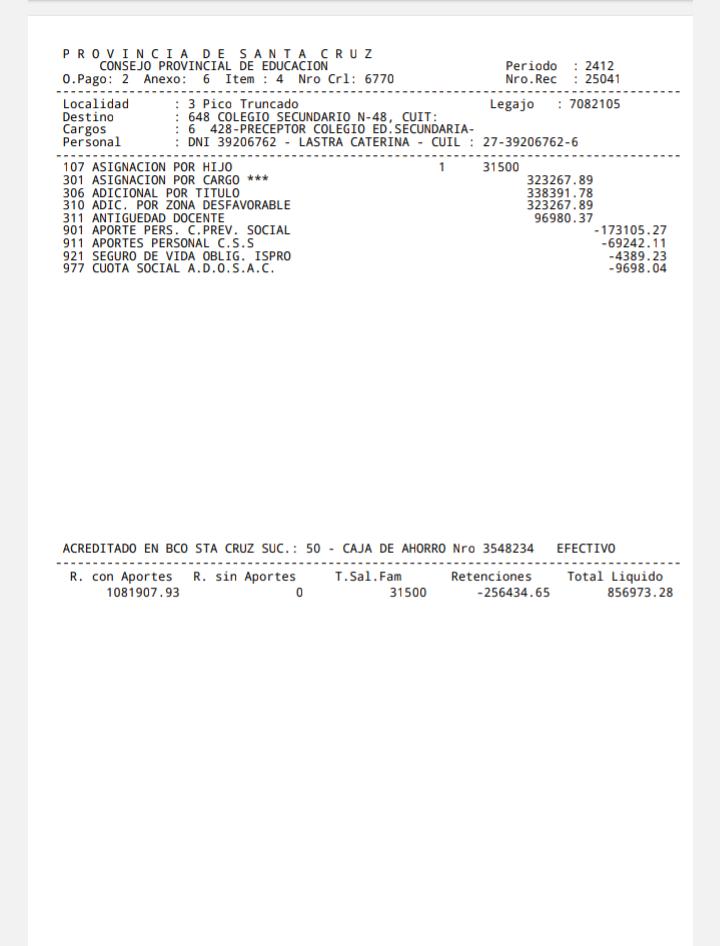 P R O V I N C I A  D E  S A N T A  C R U Z
CONSEJO PROVINCIAL DE EDUCACION Periodo : 2412
O.Pago: 2 Anexo: 6 Item : 4 Nro Crl: 6770 Nro.Rec : 25041
Localidad : 3 Pico Truncado Legajo : 7082105
Destino : 648 COLEGIO SECUNDARIO N-48, CUIT:
Cargos : 6 428-PRECEPTOR COLEGIO ED.SECUNDARIA-
Personal : DNI 39206762 - LASTRA CATERINA - CUIL : 27-39206762-6
107 ASIGNACION POR HIJO 1 31500
301 ASIGNACION POR CARGO *** 323267.89
306 ADICIONAL POR TITULO 338391.78
310 ADIC. POR ZONA DESFAVORABLE 323267.89
311 ANTIGUEDAD DOCENTE 96980.37
901 APORTE PERS. C.PREV. SOCIAL -173105.27
911 APORTES PERSONAL C.S.S -69242.11
921 SEGURO DE VIDA OBLIG. ISPRO -4389.23
977 CUOTA SOCIAL A.D.O.S.A.C. -9698.04
ACREDITADO EN BCO STA CRUZ SUC.: 50 - CAJA DE AHORRO Nro 3548234 EFECTIVO
R. con Aportes R. sin Aportes T.Sal.Fam Retenciones Total Liquido
1081907.93 0 31500 -256434.65 856973.28